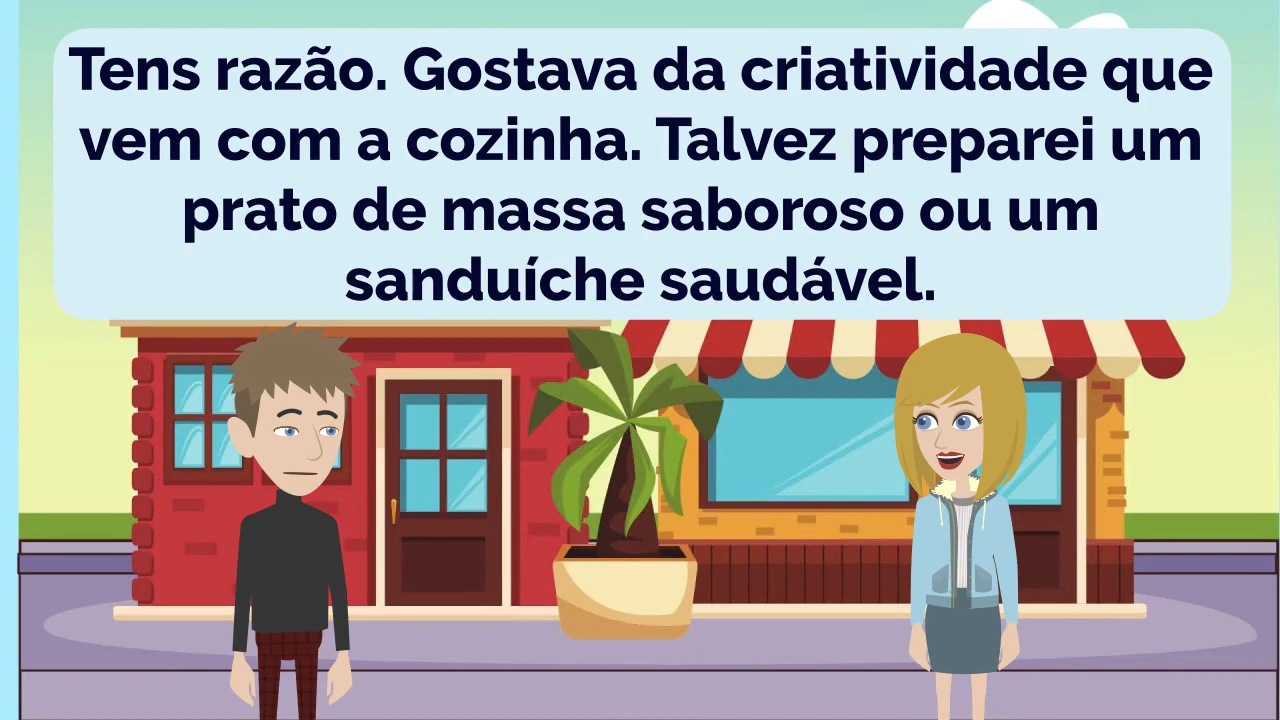 Tens razão. Gostava da criatividade que
vem com a cozinha. Talvez preparei um
prato de massa saboroso ou um
sanduíche saudável.